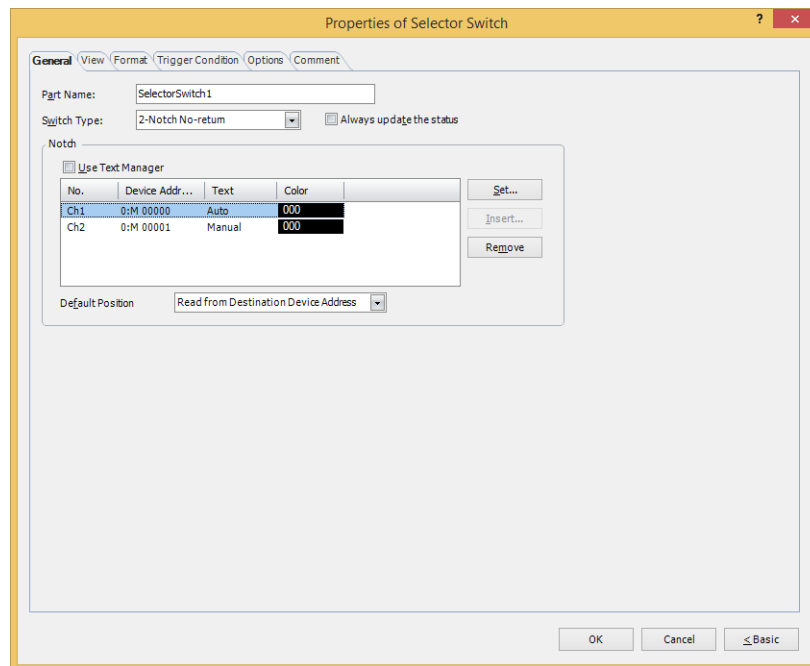 Properties of Selector Switch ? ×
General View Format Trigger Condition Options Comment
Part Name: SelectorSwitch1
Switch Type: 2-Notch No-return Always update the status
Notch
Use Text Manager
No. Device Addr... Text Color Set...
Ch1 0:M 00000 Auto 000
Ch2 0:M 00001 Manual 000
Insert...
Remove
Default Position Read from Destination Device Address
OK Cancel < Basic